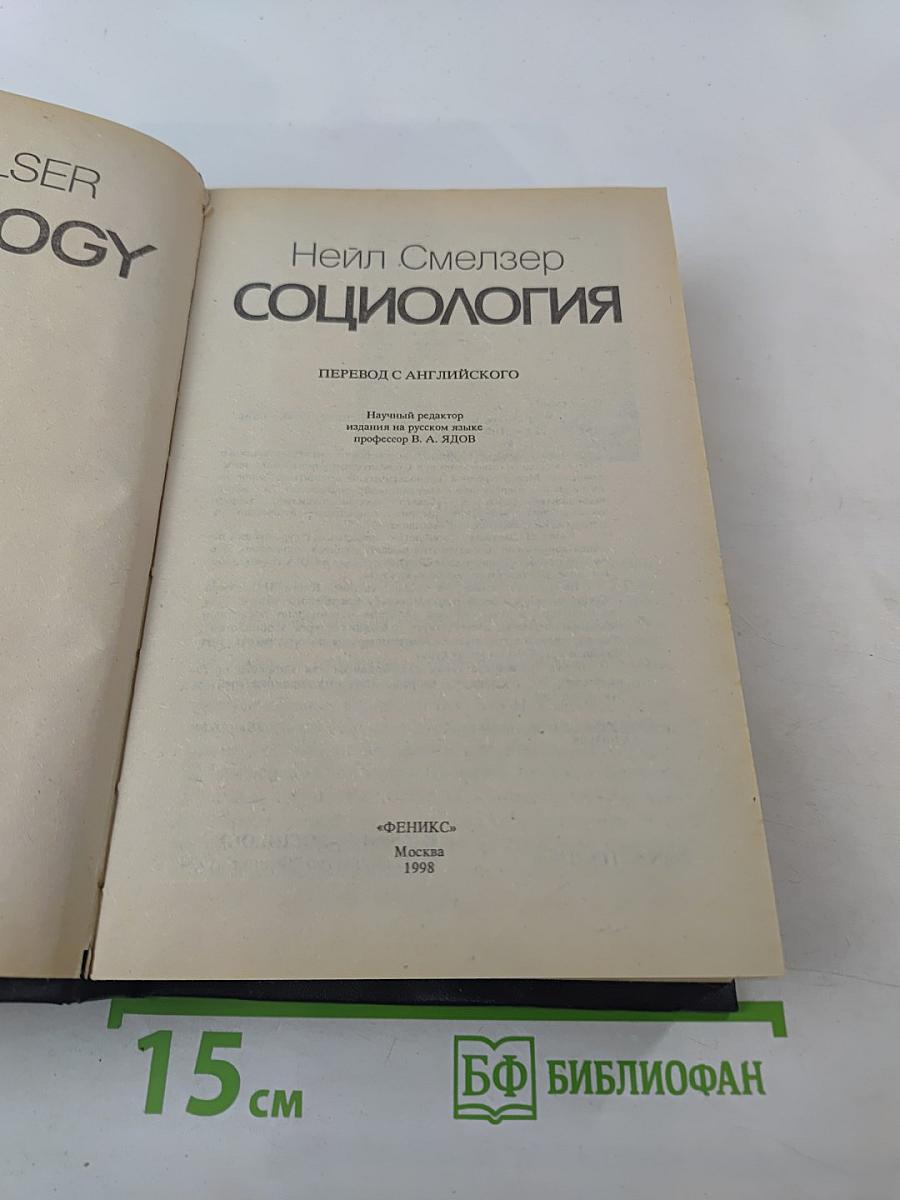 LSER
OGY
Нейл Смелзер
СОЦИОЛОГИЯ
ПЕРЕВОД С АНГЛИЙСКОГО
Научный редактор
издания на русском языке
профессор В. А. ЯДОВ
«ФЕНИКС»
Москва
1998
15 см
БФ БИБЛИОФАН